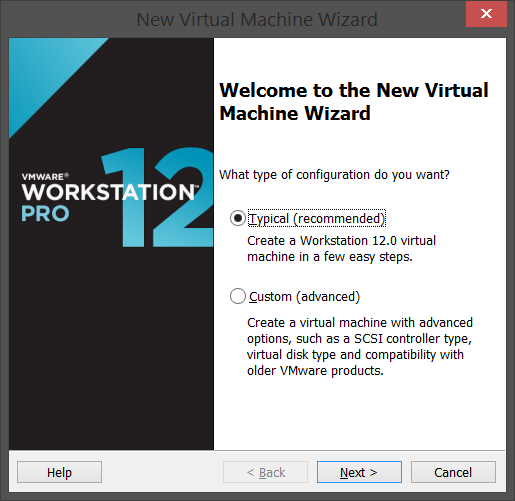 New Virtual Machine Wizard
Welcome to the New Virtual
Machine Wizard
VMWARE®
WORKSTATION™
PRO
12
What type of configuration do you want?
Typical (recommended)
Create a Workstation 12.0 virtual
machine in a few easy steps.
Custom (advanced)
Create a virtual machine with advanced
options, such as a SCSI controller type,
virtual disk type and compatibility with
older VMware products.
Help
< Back
Next >
Cancel